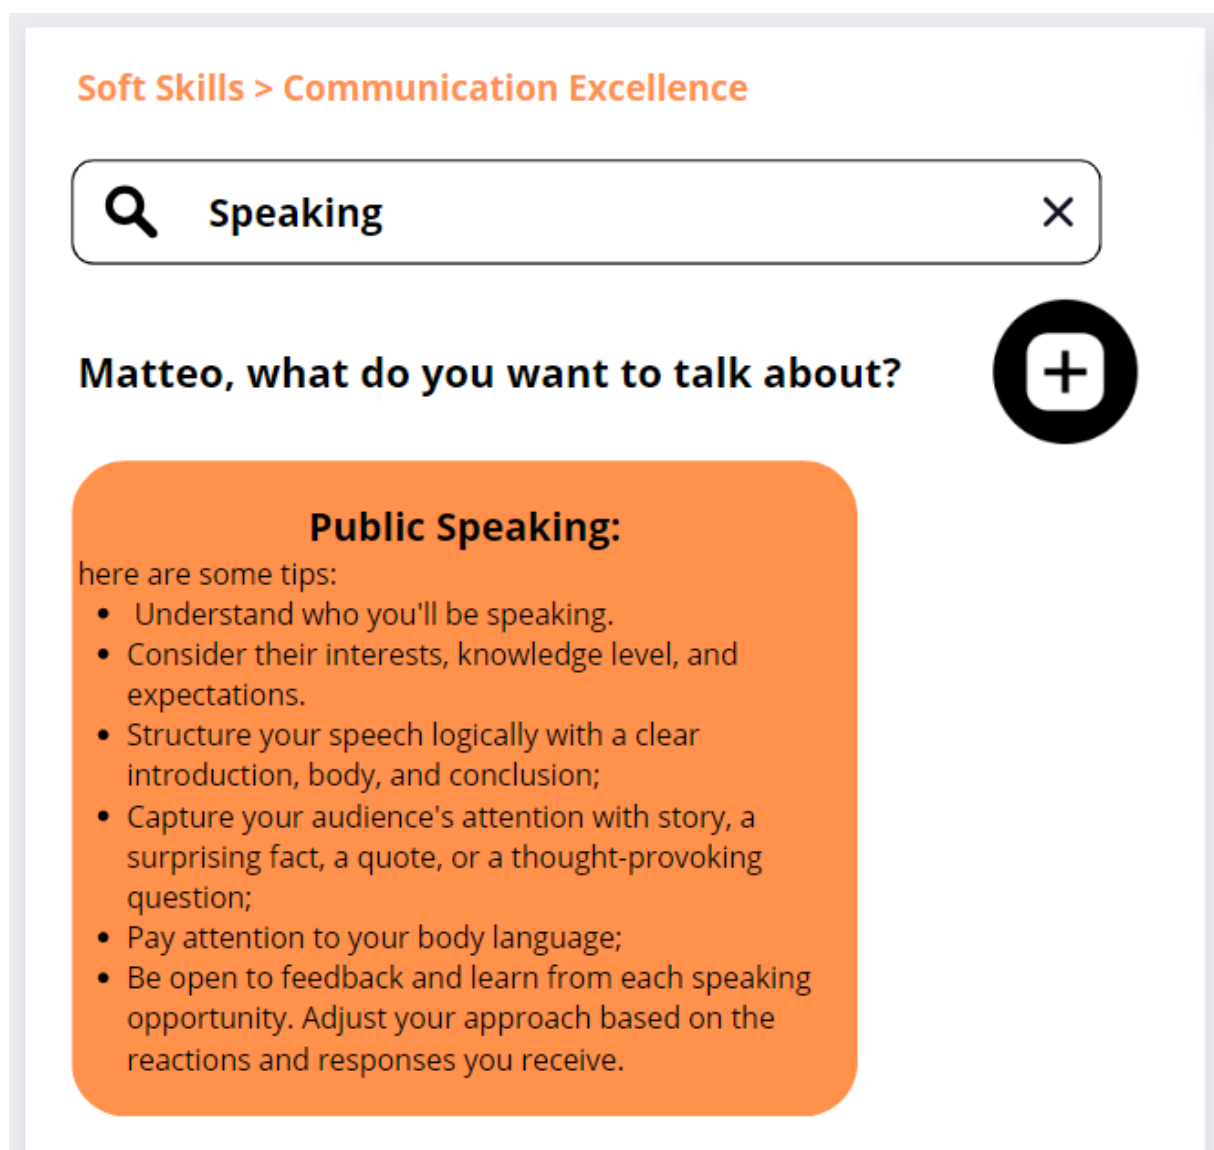 Soft Skills > Communication Excellence
Speaking
Matteo, what do you want to talk about?
Public Speaking:
here are some tips:
• Understand who you'll be speaking.
• Consider their interests, knowledge level, and
expectations.
• Structure your speech logically with a clear
introduction, body, and conclusion;
• Capture your audience's attention with story, a
surprising fact, a quote, or a thought-provoking
question;
• Pay attention to your body language;
• Be open to feedback and learn from each speaking
opportunity. Adjust your approach based on the
reactions and responses you receive.